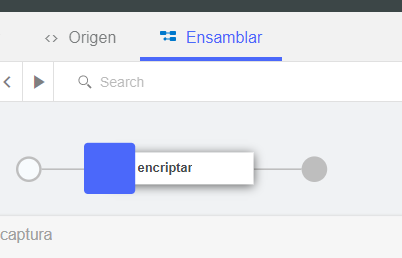 Origen
Ensamblar
Search
encriptar
captura